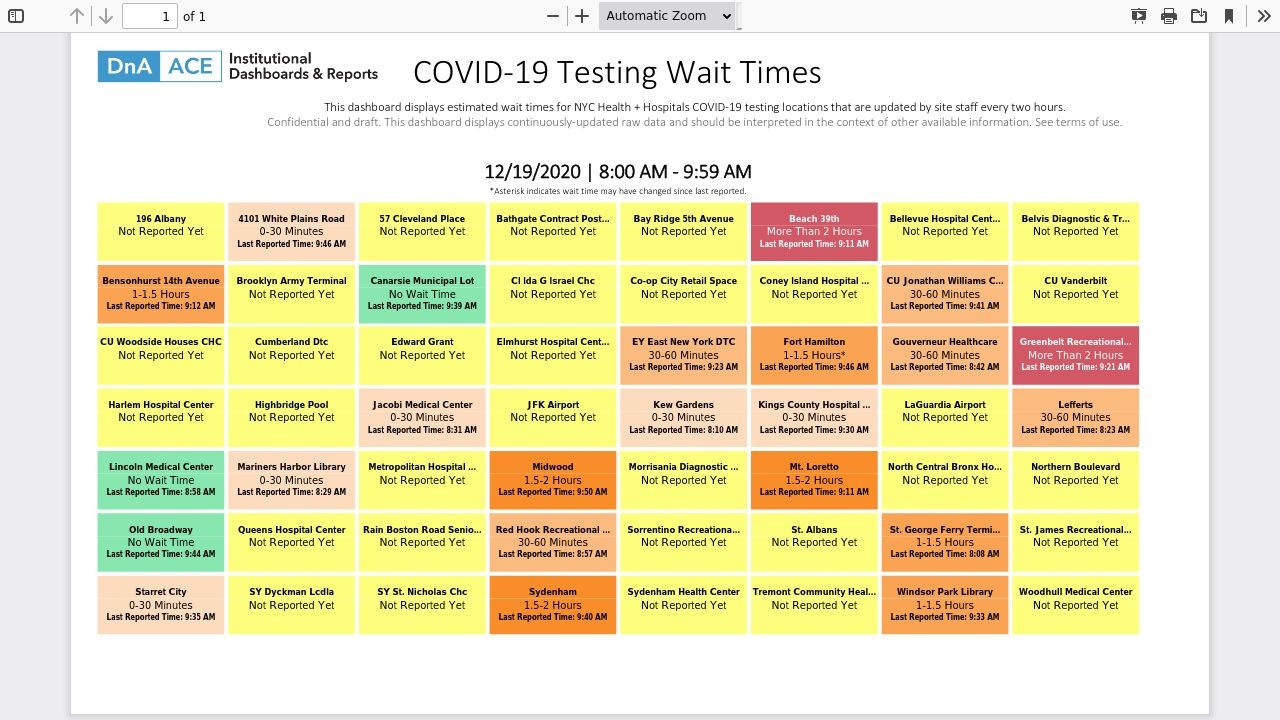 1 of 1
Automatic Zoom
DnA ACE Institutional
Dashboards & Reports
COVID-19 Testing Wait Times
This dashboard displays estimated wait times for NYC Health + Hospitals COVID-19 testing locations that are updated by site staff every two hours.
Confidential and draft. This dashboard displays continuously-updated raw data and should be interpreted in the context of other available information. See terms of use.
12/19/2020 | 8:00 AM - 9:59 AM
*Asterisk indicates wait time may have changed since last reported.
196 Albany
Not Reported Yet
4101 White Plains Road
0-30 Minutes
Last Reported Time: 9:46 AM
57 Cleveland Place
Not Reported Yet
Bathgate Contract Post...
Not Reported Yet
Bay Ridge 5th Avenue
Not Reported Yet
Beach 39th
More Than 2 Hours
Last Reported Time: 9:11 AM
Bellevue Hospital Cent...
Not Reported Yet
Belvis Diagnostic & Tr...
Not Reported Yet
Bensonhurst 14th Avenue
1-1.5 Hours
Last Reported Time: 9:12 AM
Brooklyn Army Terminal
Not Reported Yet
Canarsie Municipal Lot
No Wait Time
Last Reported Time: 9:39 AM
Cl Ida G Israel Chc
Not Reported Yet
Co-op City Retail Space
Not Reported Yet
Coney Island Hospital ...
Not Reported Yet
CU Jonathan Williams C...
30-60 Minutes
Last Reported Time: 9:41 AM
CU Vanderbilt
Not Reported Yet
CU Woodside Houses CHC
Not Reported Yet
Cumberland Dtc
Not Reported Yet
Edward Grant
Not Reported Yet
Elmhurst Hospital Cent...
Not Reported Yet
EY East New York DTC
30-60 Minutes
Last Reported Time: 9:23 AM
Fort Hamilton
1-1.5 Hours*
Last Reported Time: 9:46 AM
Gouverneur Healthcare
30-60 Minutes
Last Reported Time: 8:42 AM
Greenbelt Recreational...
More Than 2 Hours
Last Reported Time: 9:21 AM
Harlem Hospital Center
Not Reported Yet
Highbridge Pool
Not Reported Yet
Jacobi Medical Center
0-30 Minutes
Last Reported Time: 8:31 AM
JFK Airport
Not Reported Yet
Kew Gardens
0-30 Minutes
Last Reported Time: 8:10 AM
Kings County Hospital ...
0-30 Minutes
Last Reported Time: 9:30 AM
LaGuardia Airport
Not Reported Yet
Lefferts
30-60 Minutes
Last Reported Time: 8:23 AM
Lincoln Medical Center
No Wait Time
Last Reported Time: 8:58 AM
Mariners Harbor Library
0-30 Minutes
Last Reported Time: 8:29 AM
Metropolitan Hospital ...
Not Reported Yet
Midwood
1.5-2 Hours
Last Reported Time: 9:50 AM
Morrisania Diagnostic ...
Not Reported Yet
Mt. Loretto
1.5-2 Hours
Last Reported Time: 9:11 AM
North Central Bronx Ho...
Not Reported Yet
Northern Boulevard
Not Reported Yet
Old Broadway
No Wait Time
Last Reported Time: 9:44 AM
Queens Hospital Center
Not Reported Yet
Rain Boston Road Senio...
Not Reported Yet
Red Hook Recreational ...
30-60 Minutes
Last Reported Time: 8:57 AM
Sorrentino Recreationa...
Not Reported Yet
St. Albans
Not Reported Yet
St. George Ferry Termi...
1-1.5 Hours
Last Reported Time: 8:08 AM
St. James Recreational...
Not Reported Yet
Starret City
0-30 Minutes
Last Reported Time: 9:35 AM
SY Dyckman Lcdla
Not Reported Yet
SY St. Nicholas Chc
Not Reported Yet
Sydenham
1.5-2 Hours
Last Reported Time: 9:40 AM
Sydenham Health Center
Not Reported Yet
Tremont Community Heal...
Not Reported Yet
Windsor Park Library
1-1.5 Hours
Last Reported Time: 9:33 AM
Woodhull Medical Center
Not Reported Yet